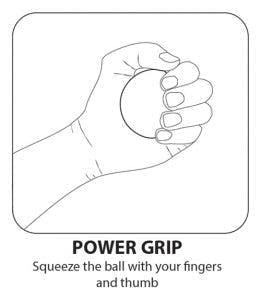 POWER GRIP
Squeeze the ball with your fingers
and thumb